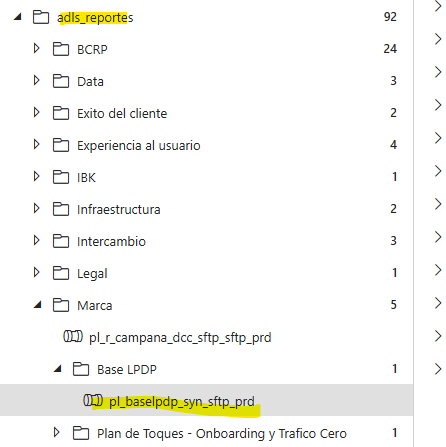 adls_reportes 92
BCRP 24
Data 3
Exito del cliente 2
Experiencia al usuario 4
IBK 1
Infraestructura 2
Intercambio 3
Legal 1
Marca 5
pl_r_campana_dcc_sftp_sftp_prd
Base LPDP 1
pl_baselpdp_syn_sftp_prd
Plan de Toques - Onboarding y Trafico Cero 1